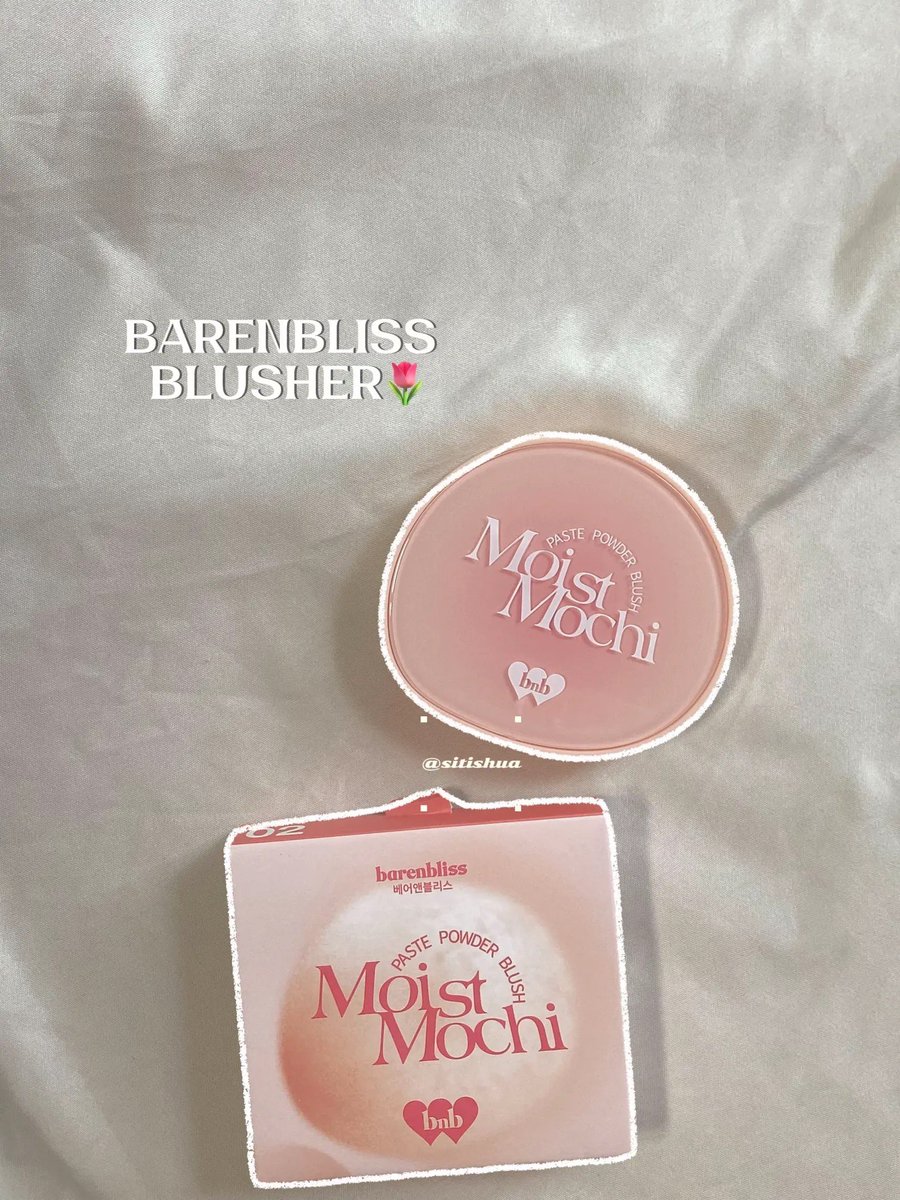 BARENBLISS
BLUSHER🌷
PASTE POWDER BLUSH
Moist
Mochi
bnb
@sitishua
02
barenbliss
베어앤블리스
PASTE POWDER BLUSH
Moist
Mochi
bnb